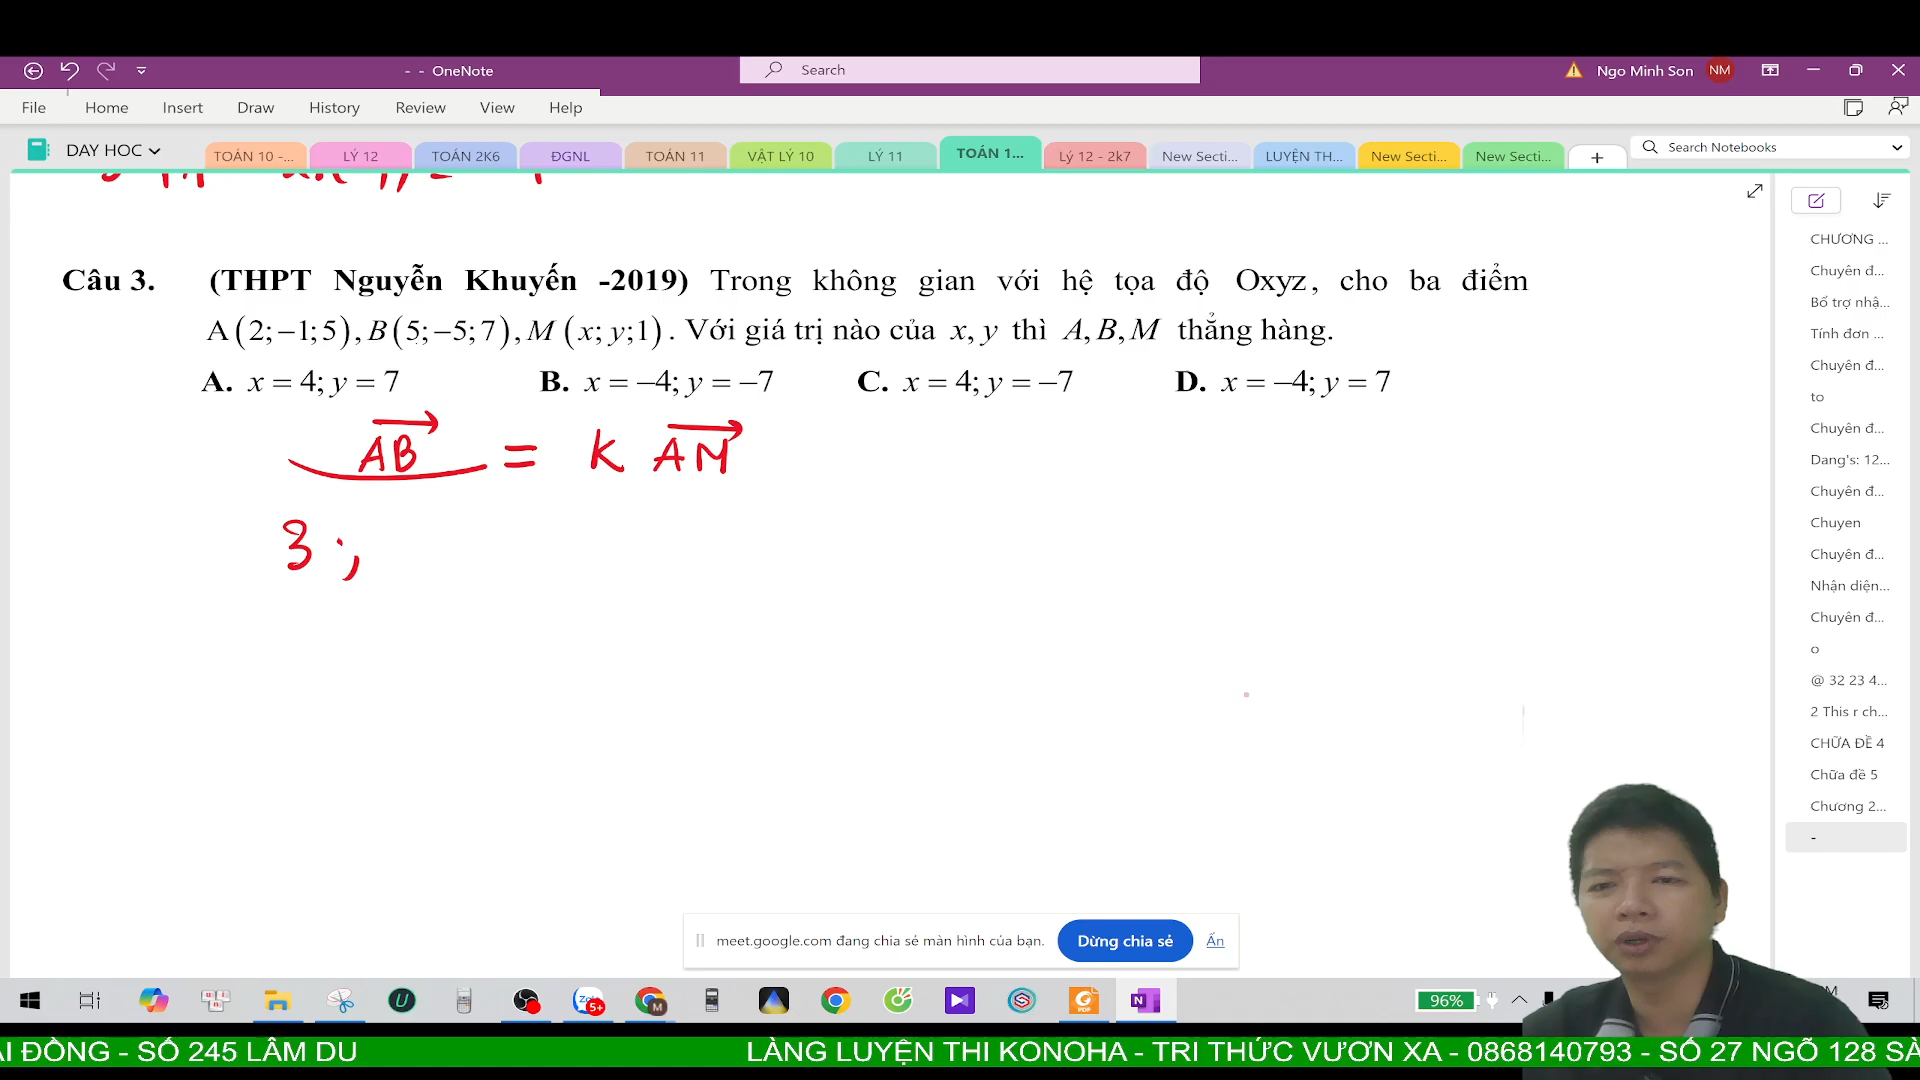 - - OneNote
Search
Ngo Minh Son NM
File Home Insert Draw History Review View Help
DAY HOC
TOÁN 10 -... LÝ 12 TOÁN 2K6 ĐGNL TOÁN 11 VẬT LÝ 10 LÝ 11 TOÁN 1... Lý 12 - 2k7 New Secti... LUYỆN TH... New Secti... New Secti... +
Search Notebooks
Câu 3. (THPT Nguyễn Khuyến -2019) Trong không gian với hệ tọa độ Oxyz, cho ba điểm
A(2;−1;5), B(5;−5;7), M(x; y;1). Với giá trị nào của x, y thì A, B, M thẳng hàng.
A. x = 4; y = 7 B. x = –4; y = –7 C. x = 4; y = –7 D. x = –4; y = 7
AB = K AM
3 ;
CHƯƠNG ...
Chuyên đ...
Bổ trợ nhậ...
Tính đơn ...
Chuyên đ...
to
Chuyên đ...
Dang's: 12...
Chuyên đ...
Chuyen
Chuyên đ...
Nhận diện...
Chuyên đ...
o
@ 32 23 4...
2 This r ch...
CHỮA ĐỀ 4
Chữa đề 5
Chương 2...
-
meet.google.com đang chia sẻ màn hình của bạn. Dừng chia sẻ Ẩn
96%
AI ĐỒNG - SỐ 245 LÂM DU LÀNG LUYỆN THI KONOHA - TRI THỨC VƯƠN XA - 0868140793 - SỐ 27 NGÕ 128 SÀ